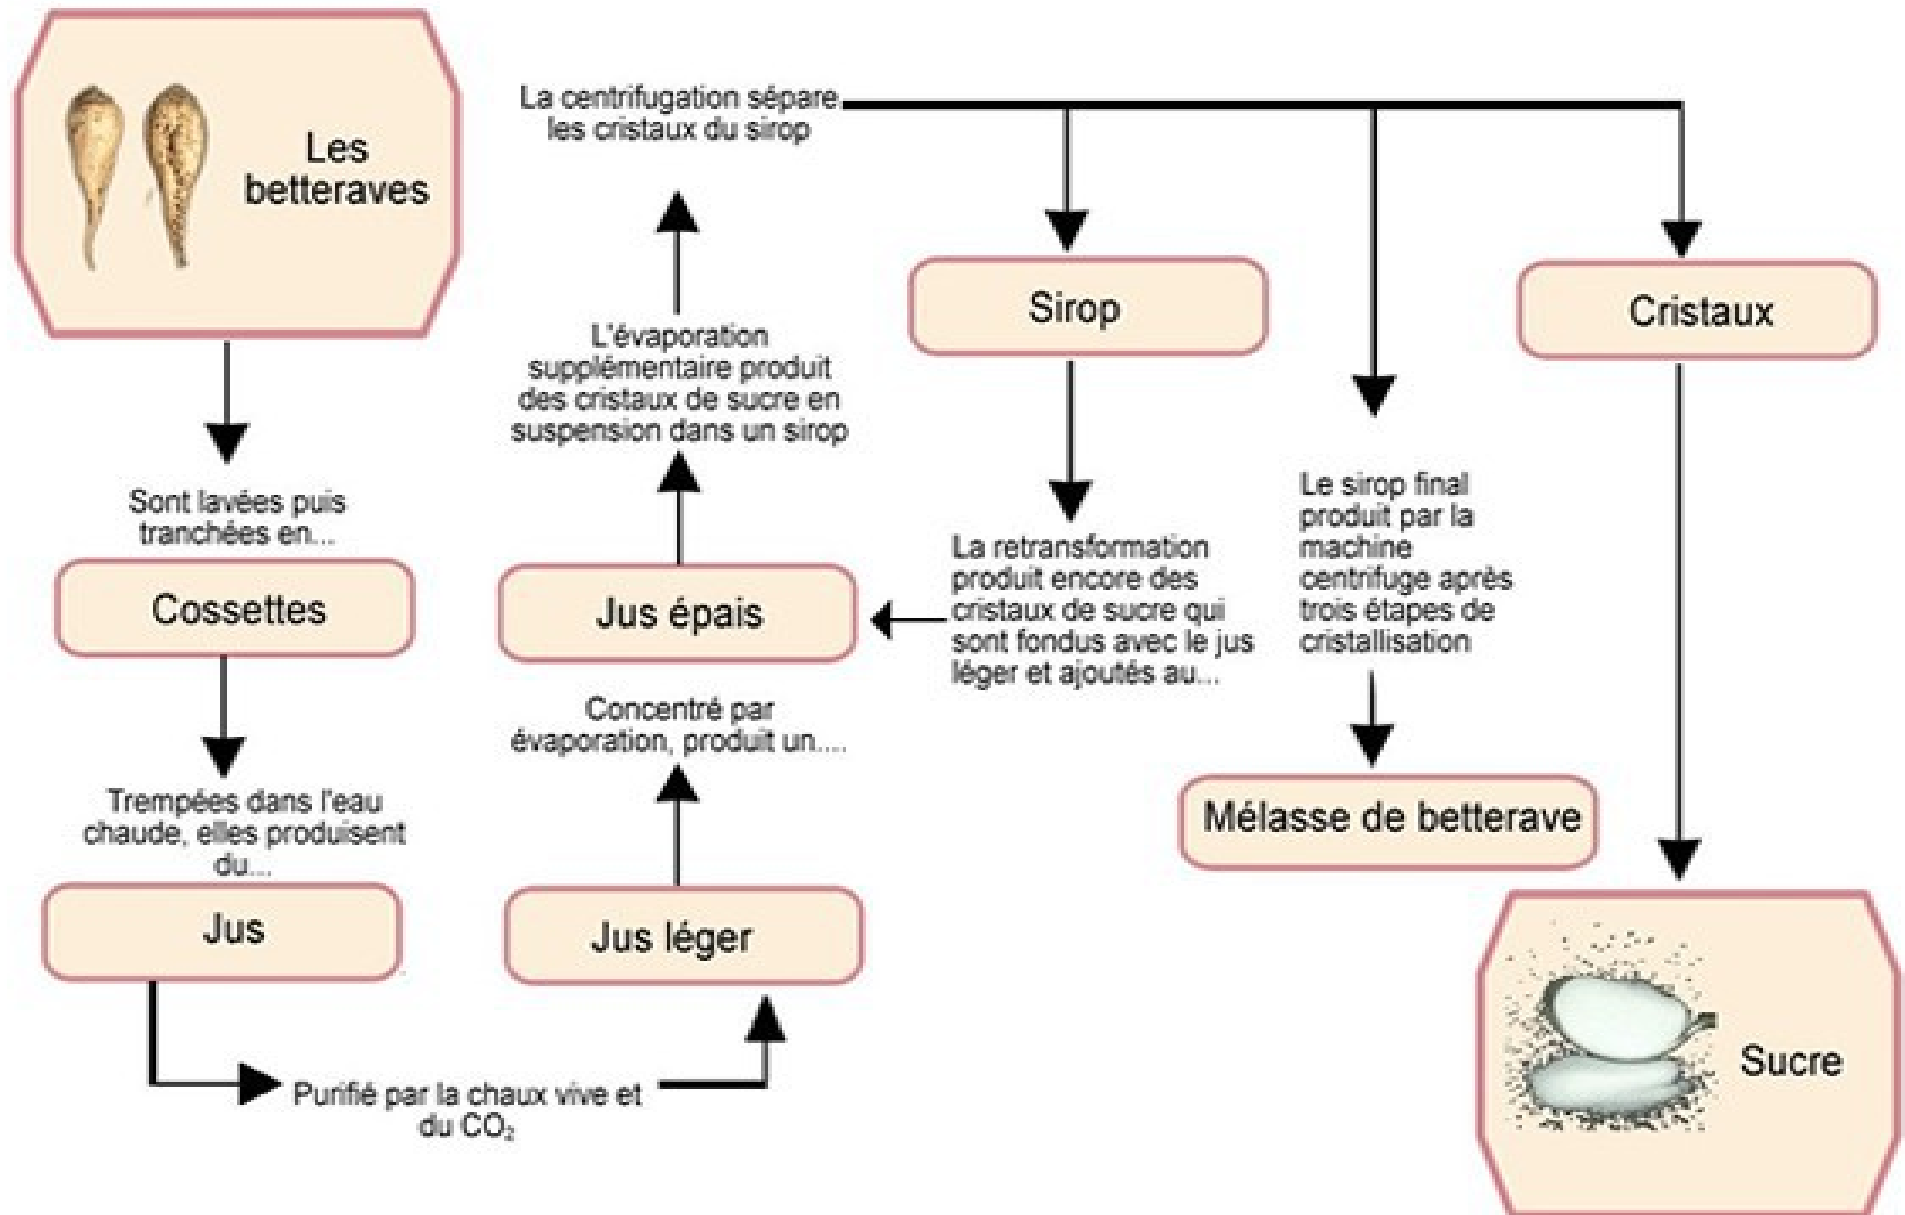 Les
betteraves
Sont lavées puis
tranchées en...
Cossettes
Trempées dans l'eau
chaude, elles produisent
du...
Jus
Purifié par la chaux vive et
du CO₂
Jus léger
Concentré par
évaporation, produit un....
Jus épais
L'évaporation
supplémentaire produit
des cristaux de sucre en
suspension dans un sirop
La centrifugation sépare
les cristaux du sirop
Sirop
La retransformation
produit encore des
cristaux de sucre qui
sont fondus avec le jus
léger et ajoutés au...
Le sirop final
produit par la
machine
centrifuge après
trois étapes de
cristallisation
Mélasse de betterave
Cristaux
Sucre